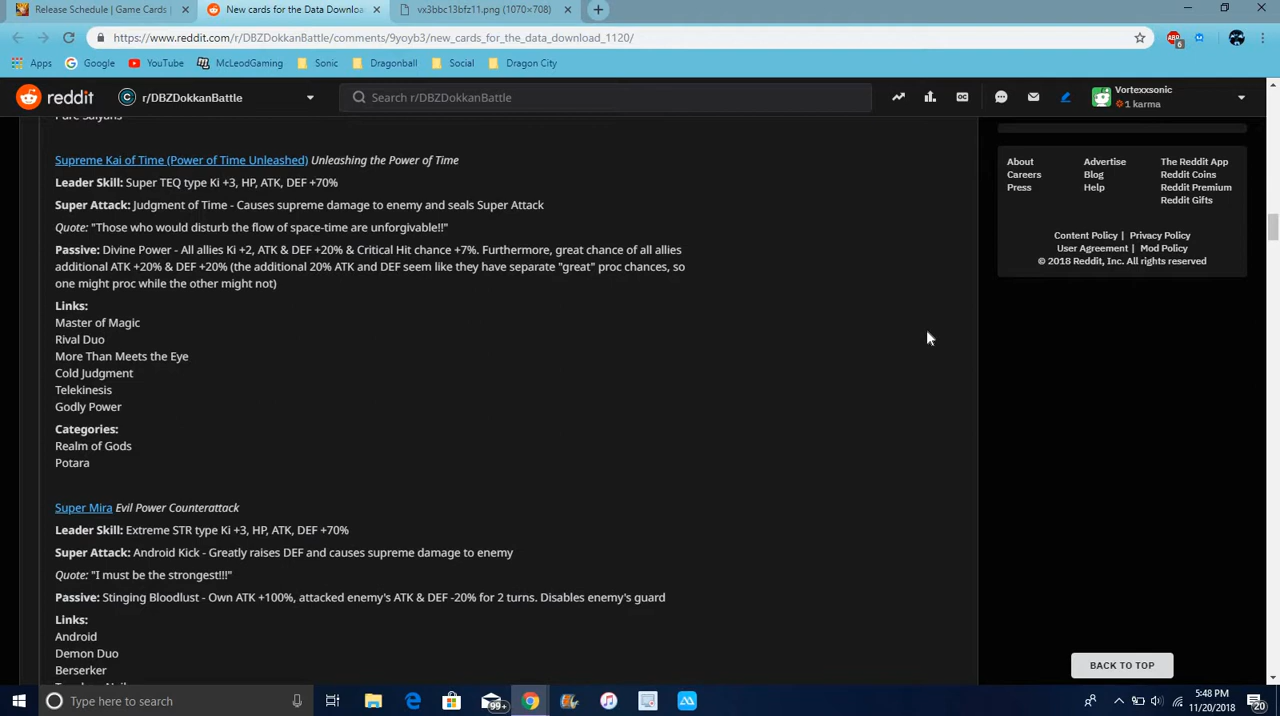 Release Schedule | Game Cards |
New cards for the Data Downloa
vx3bbc13bfz11.png (1070×708)
https://www.reddit.com/r/DBZDokkanBattle/comments/9yoyb3/new_cards_for_the_data_download_1120/
6
Apps Google YouTube McLeodGaming Sonic Dragonball Social Dragon City
reddit r/DBZDokkanBattle Search r/DBZDokkanBattle Vortexxsonic
1 karma
Pure Saiyans
Supreme Kai of Time (Power of Time Unleashed) Unleashing the Power of Time
Leader Skill: Super TEQ type Ki +3, HP, ATK, DEF +70%
Super Attack: Judgment of Time - Causes supreme damage to enemy and seals Super Attack
Quote: "Those who would disturb the flow of space-time are unforgivable!!"
Passive: Divine Power - All allies Ki +2, ATK & DEF +20% & Critical Hit chance +7%. Furthermore, great chance of all allies
additional ATK +20% & DEF +20% (the additional 20% ATK and DEF seem like they have separate "great" proc chances, so
one might proc while the other might not)
Links:
Master of Magic
Rival Duo
More Than Meets the Eye
Cold Judgment
Telekinesis
Godly Power
Categories:
Realm of Gods
Potara
Super Mira Evil Power Counterattack
Leader Skill: Extreme STR type Ki +3, HP, ATK, DEF +70%
Super Attack: Android Kick - Greatly raises DEF and causes supreme damage to enemy
Quote: "I must be the strongest!!!"
Passive: Stinging Bloodlust - Own ATK +100%, attacked enemy's ATK & DEF -20% for 2 turns. Disables enemy's guard
Links:
Android
Demon Duo
Berserker
About Advertise The Reddit App
Careers Blog Reddit Coins
Press Help Reddit Premium
Reddit Gifts
Content Policy | Privacy Policy
User Agreement | Mod Policy
© 2018 Reddit, Inc. All rights reserved
BACK TO TOP
Type here to search
99+
5:48 PM
11/20/2018
20